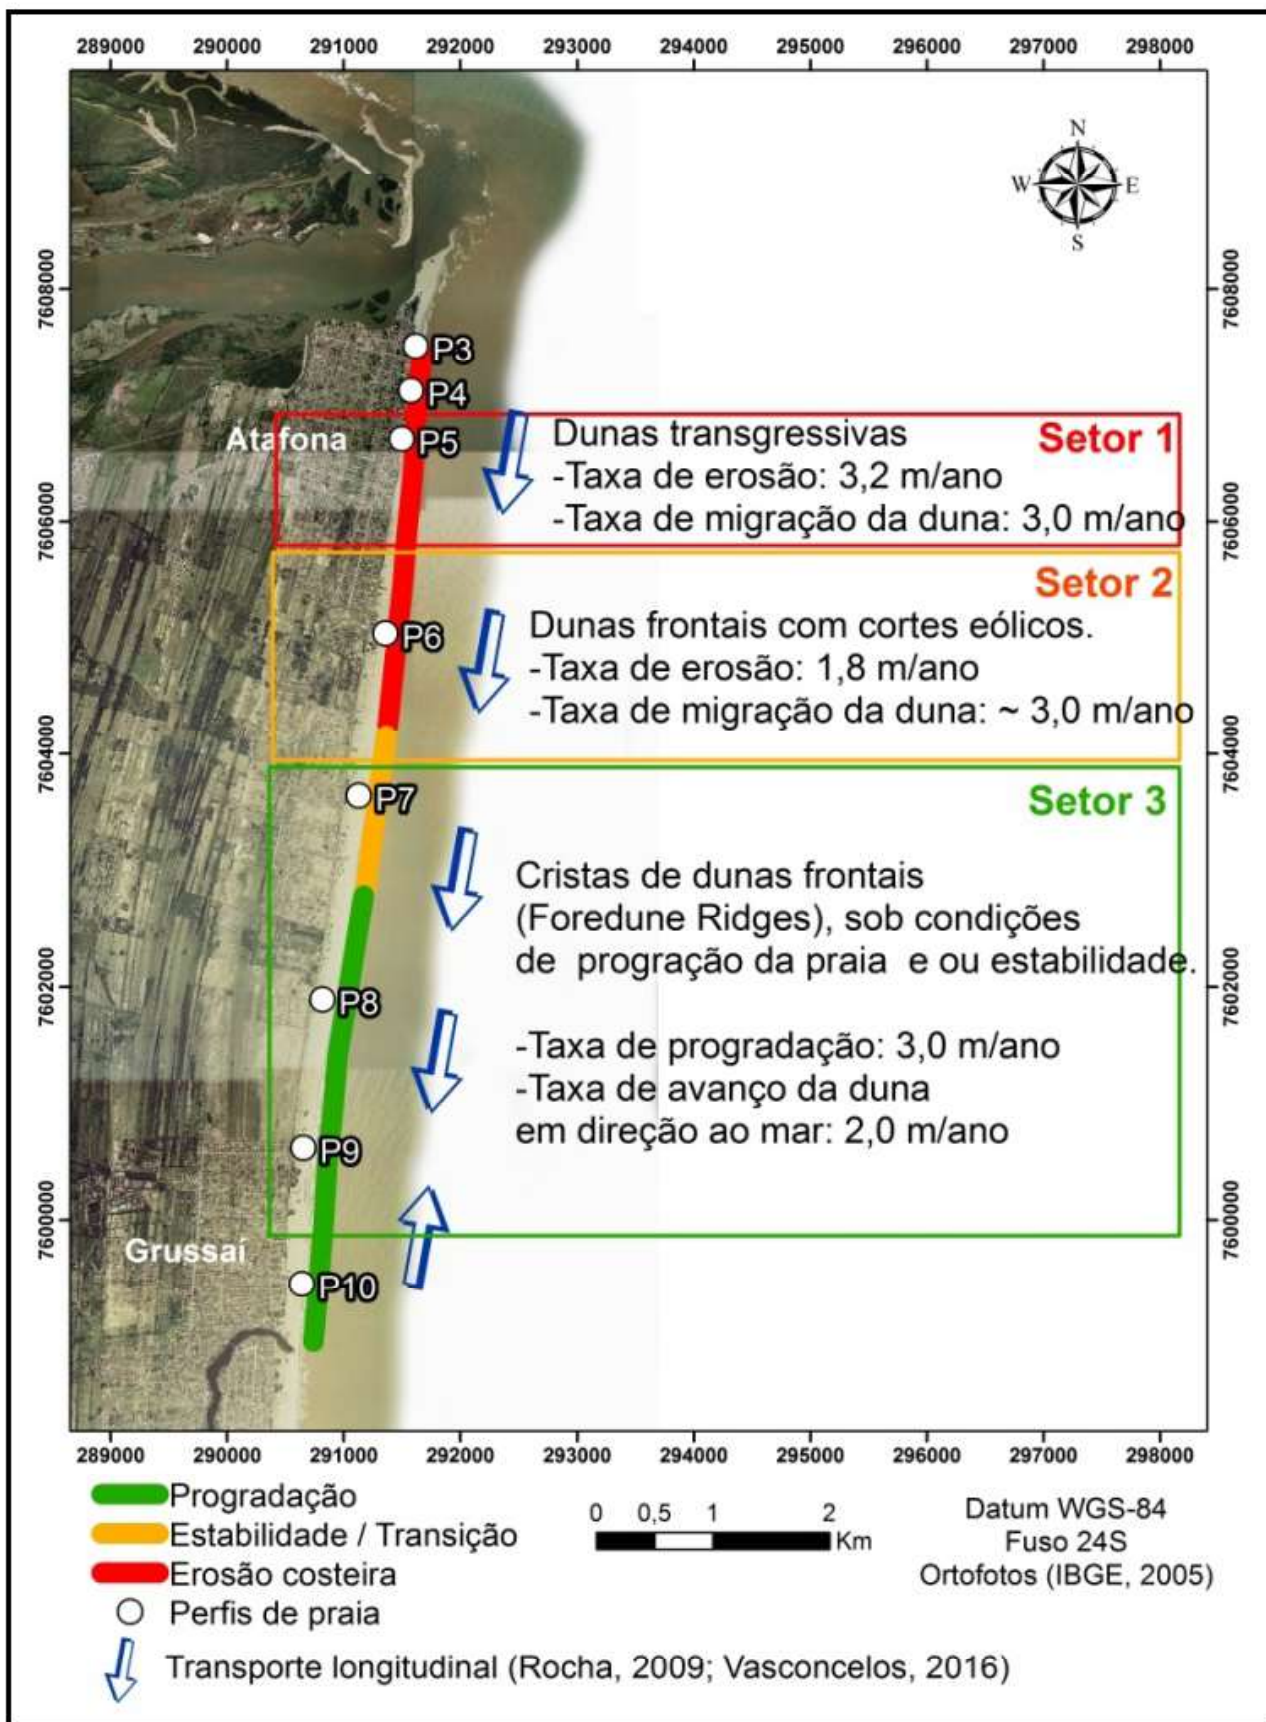 289000 290000 291000 292000 293000 294000 295000 296000 297000 298000
N
W E
S
7608000 7608000
P3
P4
Atafona
P5
Dunas transgressivas
Setor 1
-Taxa de erosão: 3,2 m/ano
-Taxa de migração da duna: 3,0 m/ano
7606000 7606000
Setor 2
P6
Dunas frontais com cortes eólicos.
-Taxa de erosão: 1,8 m/ano
-Taxa de migração da duna: ~ 3,0 m/ano
7604000 7604000
P7
Setor 3
Cristas de dunas frontais
(Foredune Ridges), sob condições
de progração da praia e ou estabilidade.
7602000 7602000
P8
-Taxa de progradação: 3,0 m/ano
-Taxa de avanço da duna
em direção ao mar: 2,0 m/ano
P9
7600000 7600000
Grussaí
P10
289000 290000 291000 292000 293000 294000 295000 296000 297000 298000
Progradação
Estabilidade / Transição
Erosão costeira
Perfis de praia
Transporte longitudinal (Rocha, 2009; Vasconcelos, 2016)
0 0,5 1 2
Km
Datum WGS-84
Fuso 24S
Ortofotos (IBGE, 2005)